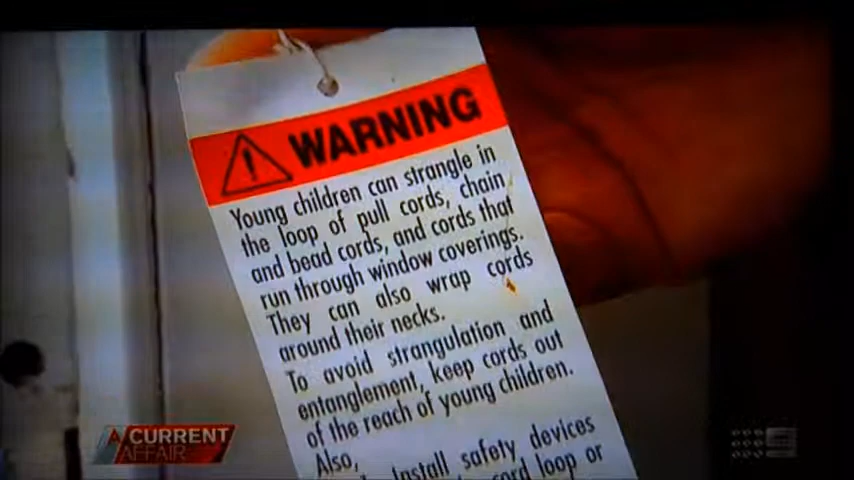 WARNING
Young children can strangle in
the loop of pull cords, chain
and bead cords, and cords that
run through window coverings.
They can also wrap cords
around their necks.
To avoid strangulation and
entanglement, keep cords out
of the reach of young children.
Also,
Install safety devices
cord loop or
A CURRENT
AFFAIR
9